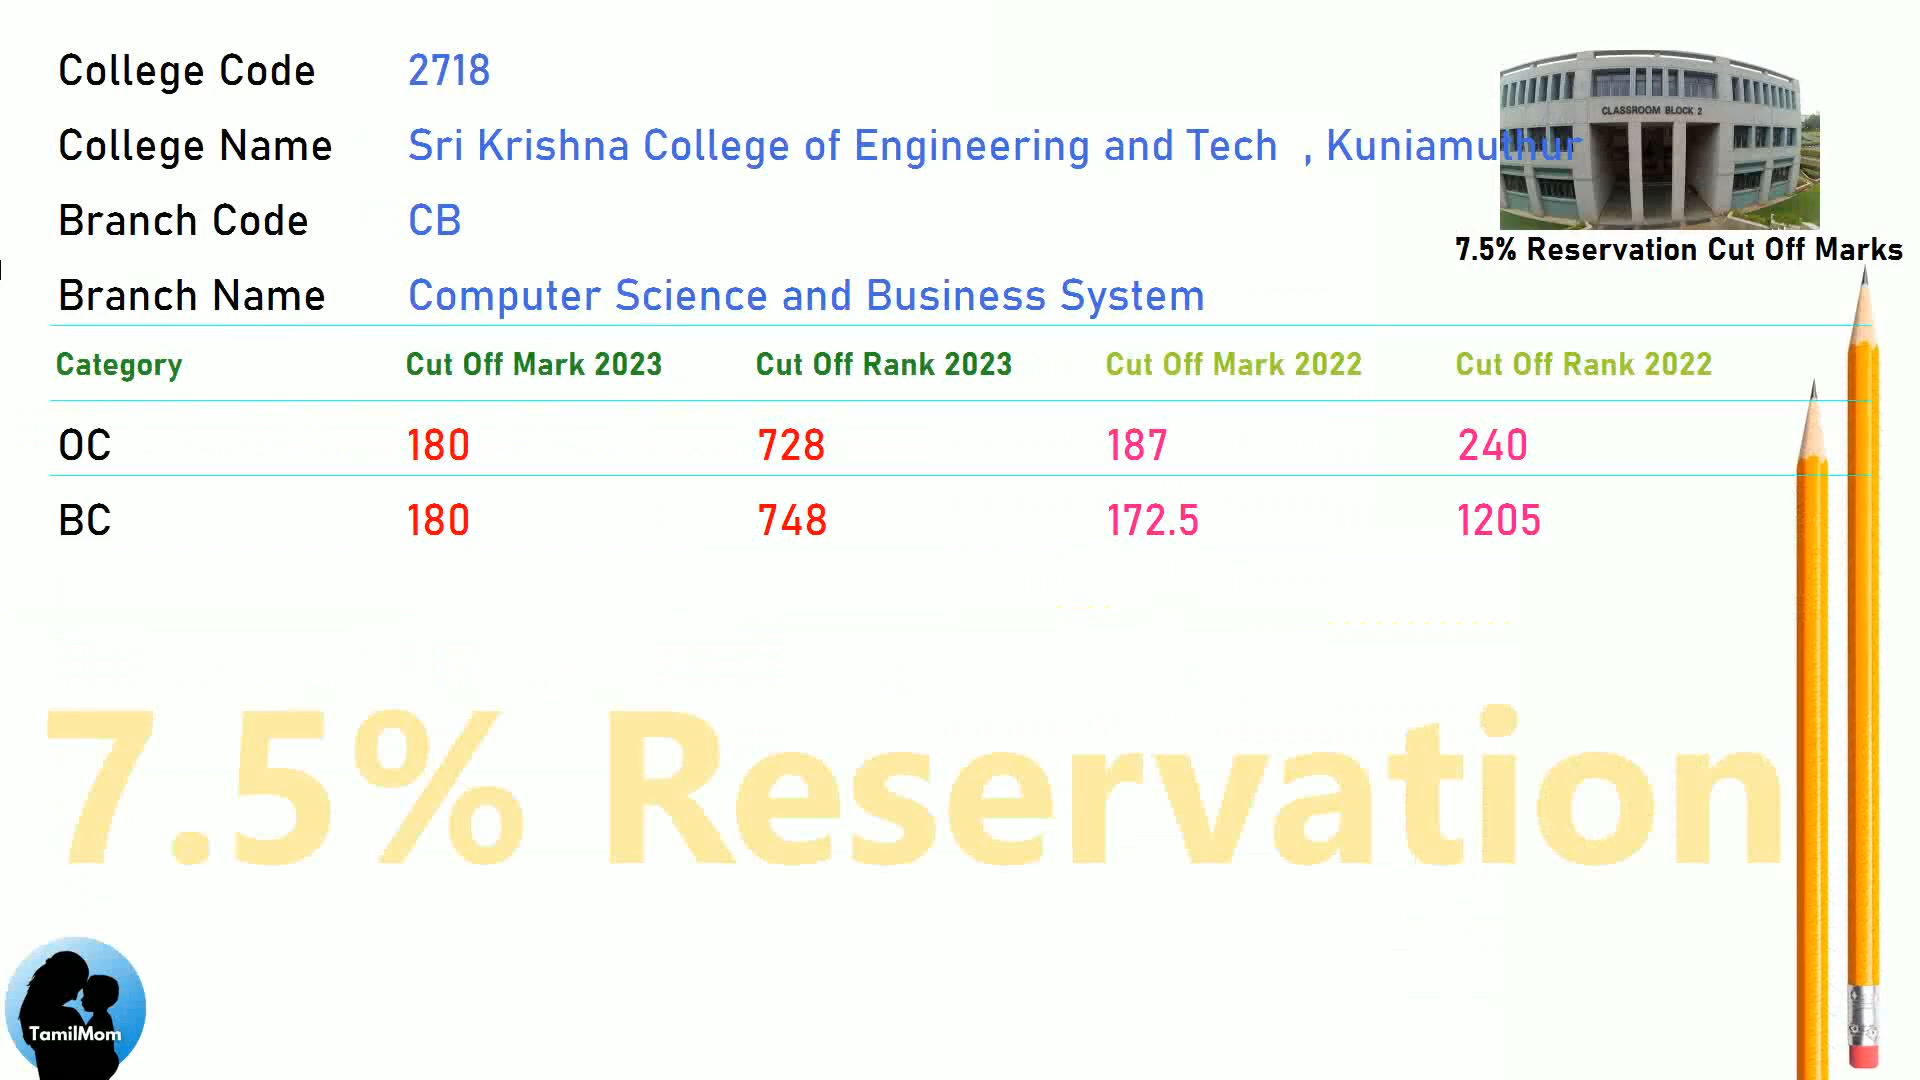 College Code 2718
College Name Sri Krishna College of Engineering and Tech , Kuniamuthur
CLASSROOM BLOCK 2
Branch Code CB
7.5% Reservation Cut Off Marks
Branch Name Computer Science and Business System
Category Cut Off Mark 2023 Cut Off Rank 2023 Cut Off Mark 2022 Cut Off Rank 2022
OC 180 728 187 240
BC 180 748 172.5 1205
7.5% Reservation
TamilMom